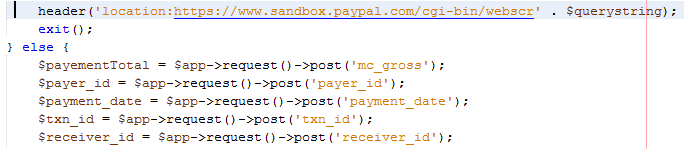 header('location:https://www.sandbox.paypal.com/cgi-bin/webscr' . $querystring);
exit();
} else {
$payementTotal = $app->request()->post('mc_gross');
$payer_id = $app->request()->post('payer_id');
$payment_date = $app->request()->post('payment_date');
$txn_id = $app->request()->post('txn_id');
$receiver_id = $app->request()->post('receiver_id');